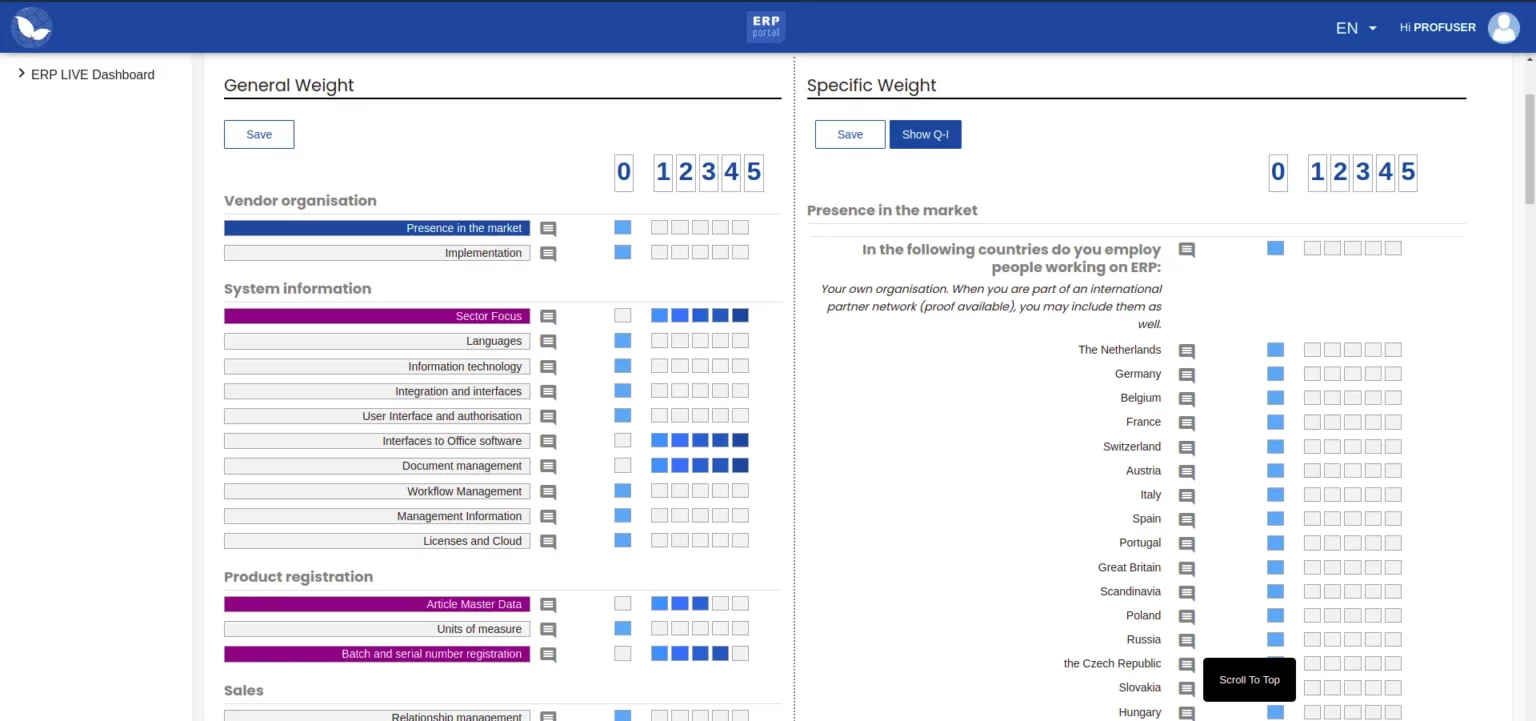 ERP
portal
EN
Hi PROFUSER
ERP LIVE Dashboard
General Weight
Save
0 1 2 3 4 5
Vendor organisation
Presence in the market
Implementation
System information
Sector Focus
Languages
Information technology
Integration and interfaces
User Interface and authorisation
Interfaces to Office software
Document management
Workflow Management
Management Information
Licenses and Cloud
Product registration
Article Master Data
Units of measure
Batch and serial number registration
Sales
Relationship management
Specific Weight
Save
Show Q-I
0 1 2 3 4 5
Presence in the market
In the following countries do you employ
people working on ERP:
Your own organisation. When you are part of an international
partner network (proof available), you may include them as
well.
The Netherlands
Germany
Belgium
France
Switzerland
Austria
Italy
Spain
Portugal
Great Britain
Scandinavia
Poland
Russia
the Czech Republic
Slovakia
Hungary
Scroll To Top